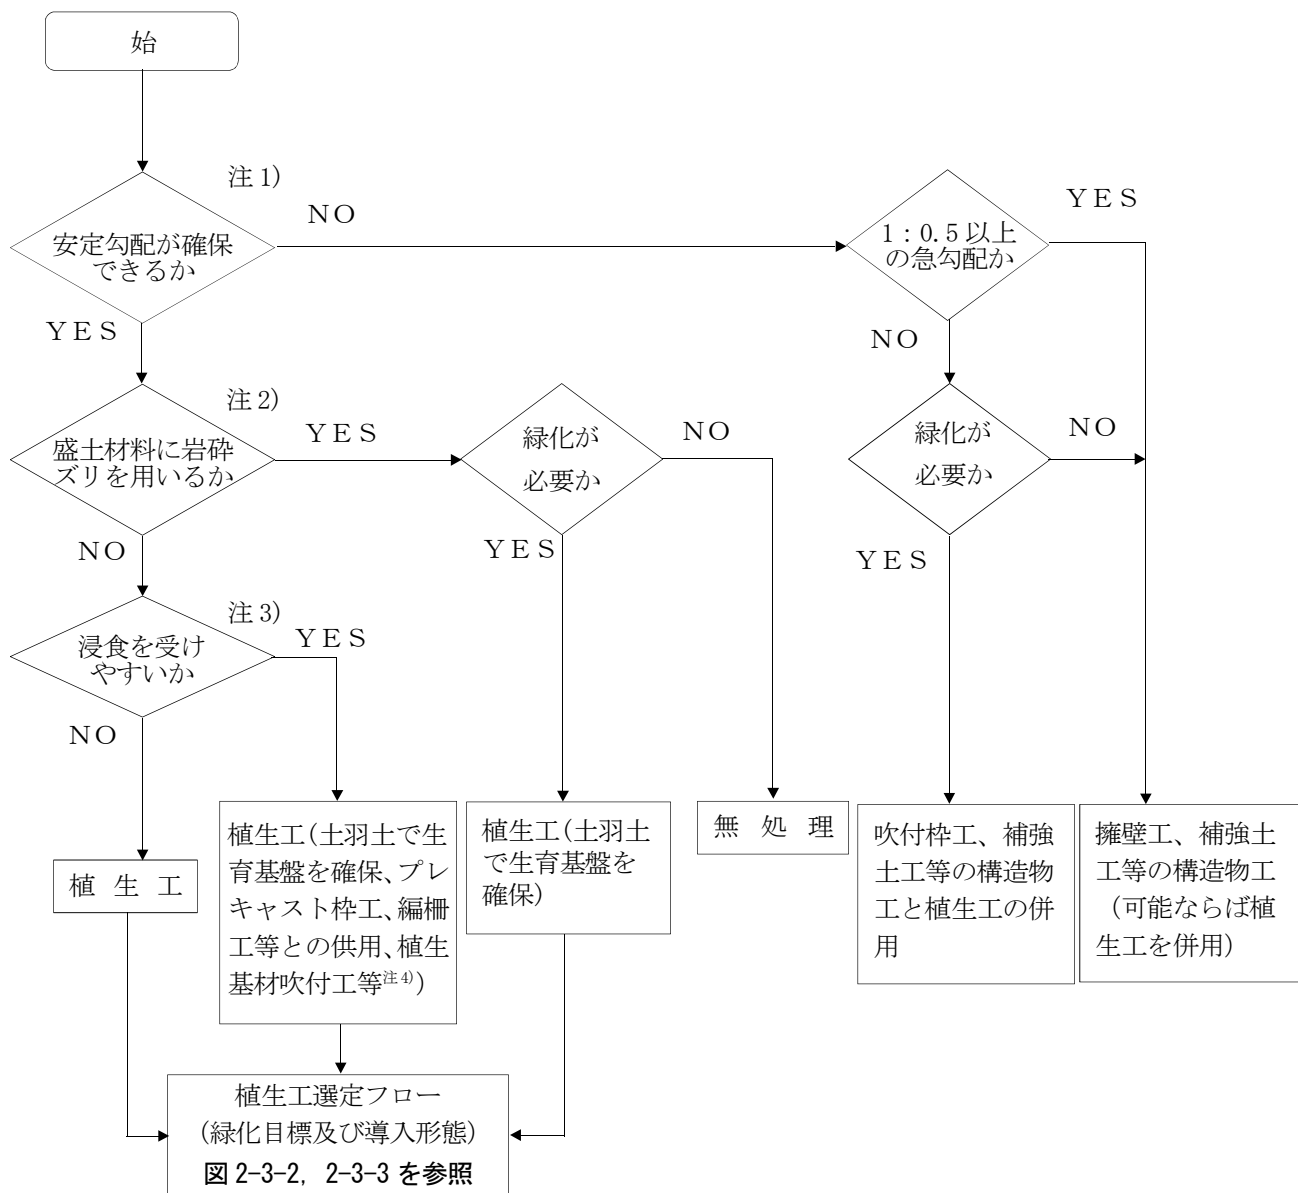 始
注1)
安定勾配が確保
できるか
NO
1:0.5以上
の急勾配か
YES
YES
NO
注2)
盛土材料に岩砕
ズリを用いるか
YES
緑化が
必要か
NO
緑化が
必要か
NO
NO
YES
YES
注3)
浸食を受け
やすいか
YES
NO
植生工
植生工(土羽土で生
育基盤を確保、プレ
キャスト枠工、編柵
工等との供用、植生
基材吹付工等注4))
植生工(土羽土
で生育基盤を
確保)
無処理
吹付枠工、補強
土工等の構造物
工と植生工の併
用
擁壁工、補強土
工等の構造物工
(可能ならば植
生工を併用)
植生工選定フロー
(緑化目標及び導入形態)
図2-3-2, 2-3-3を参照